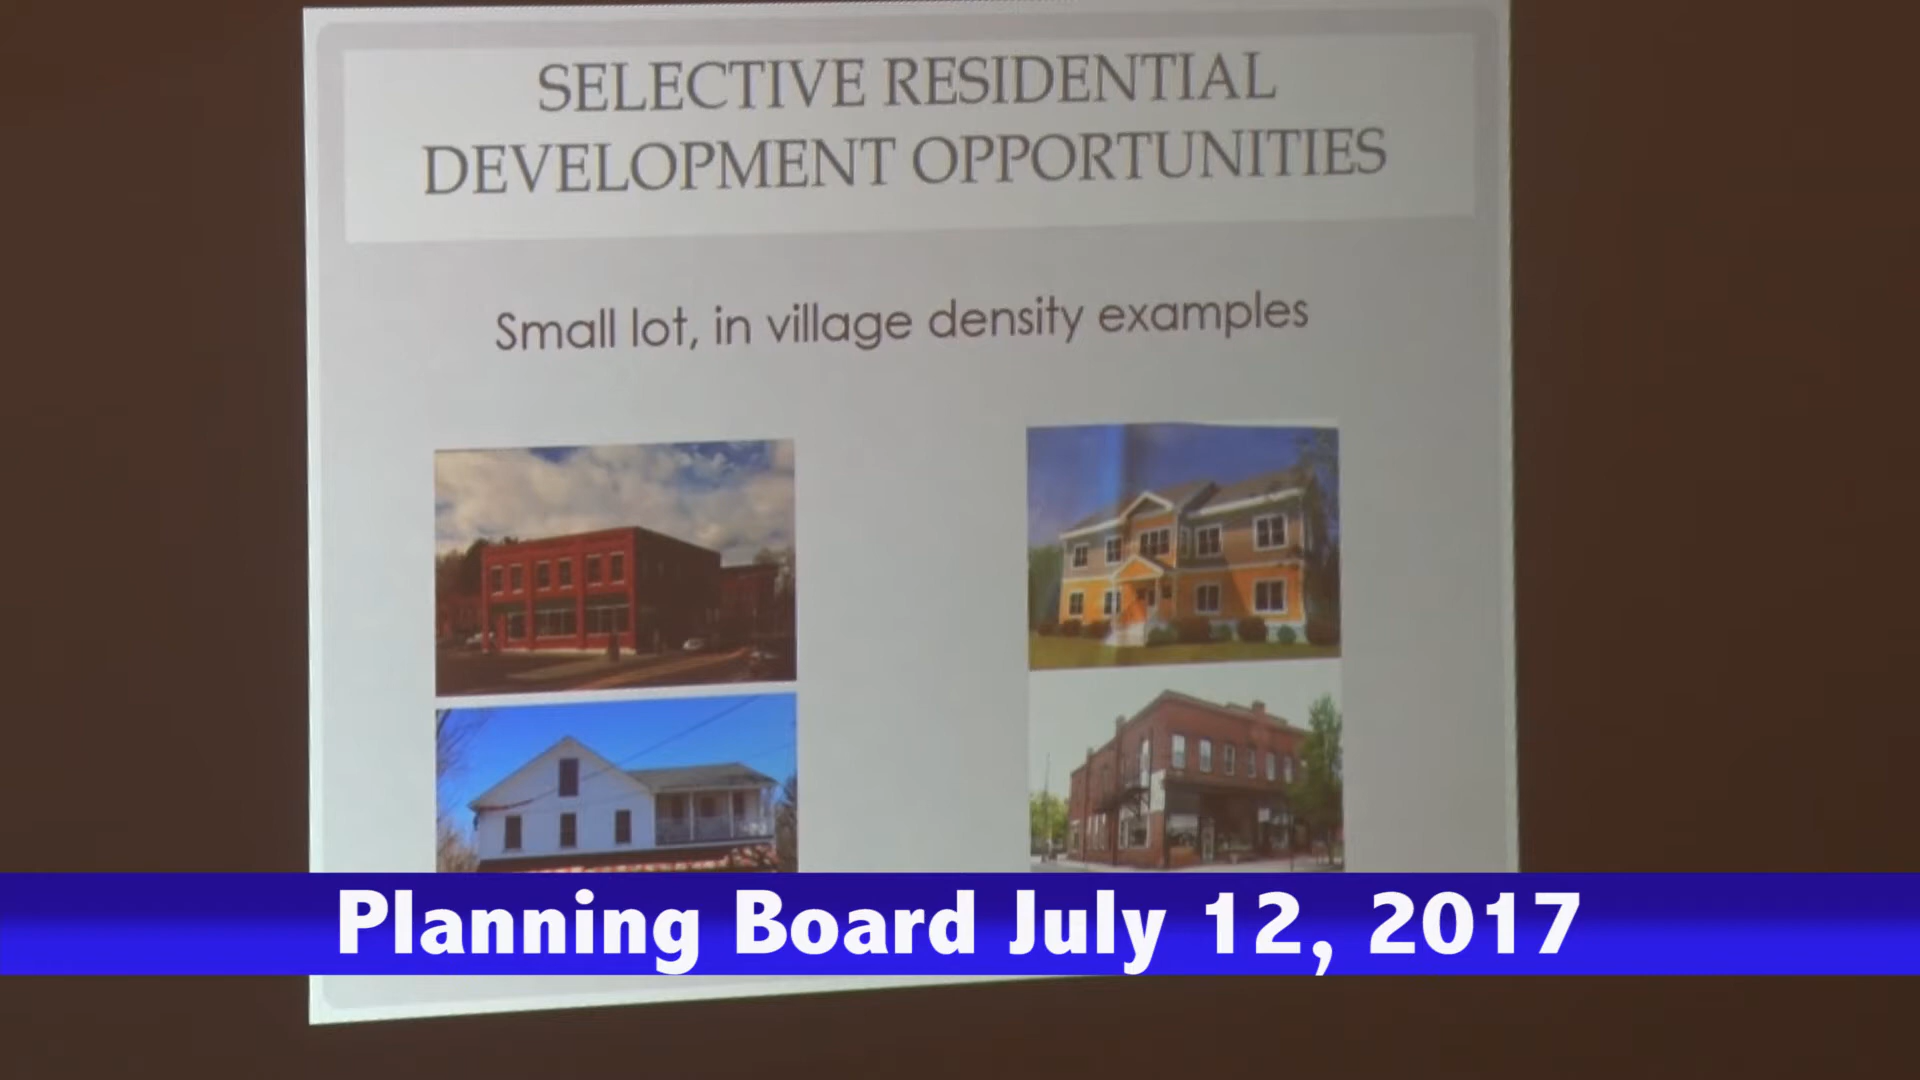 SELECTIVE RESIDENTIAL
DEVELOPMENT OPPORTUNITIES
Small lot, in village density examples
Planning Board July 12, 2017